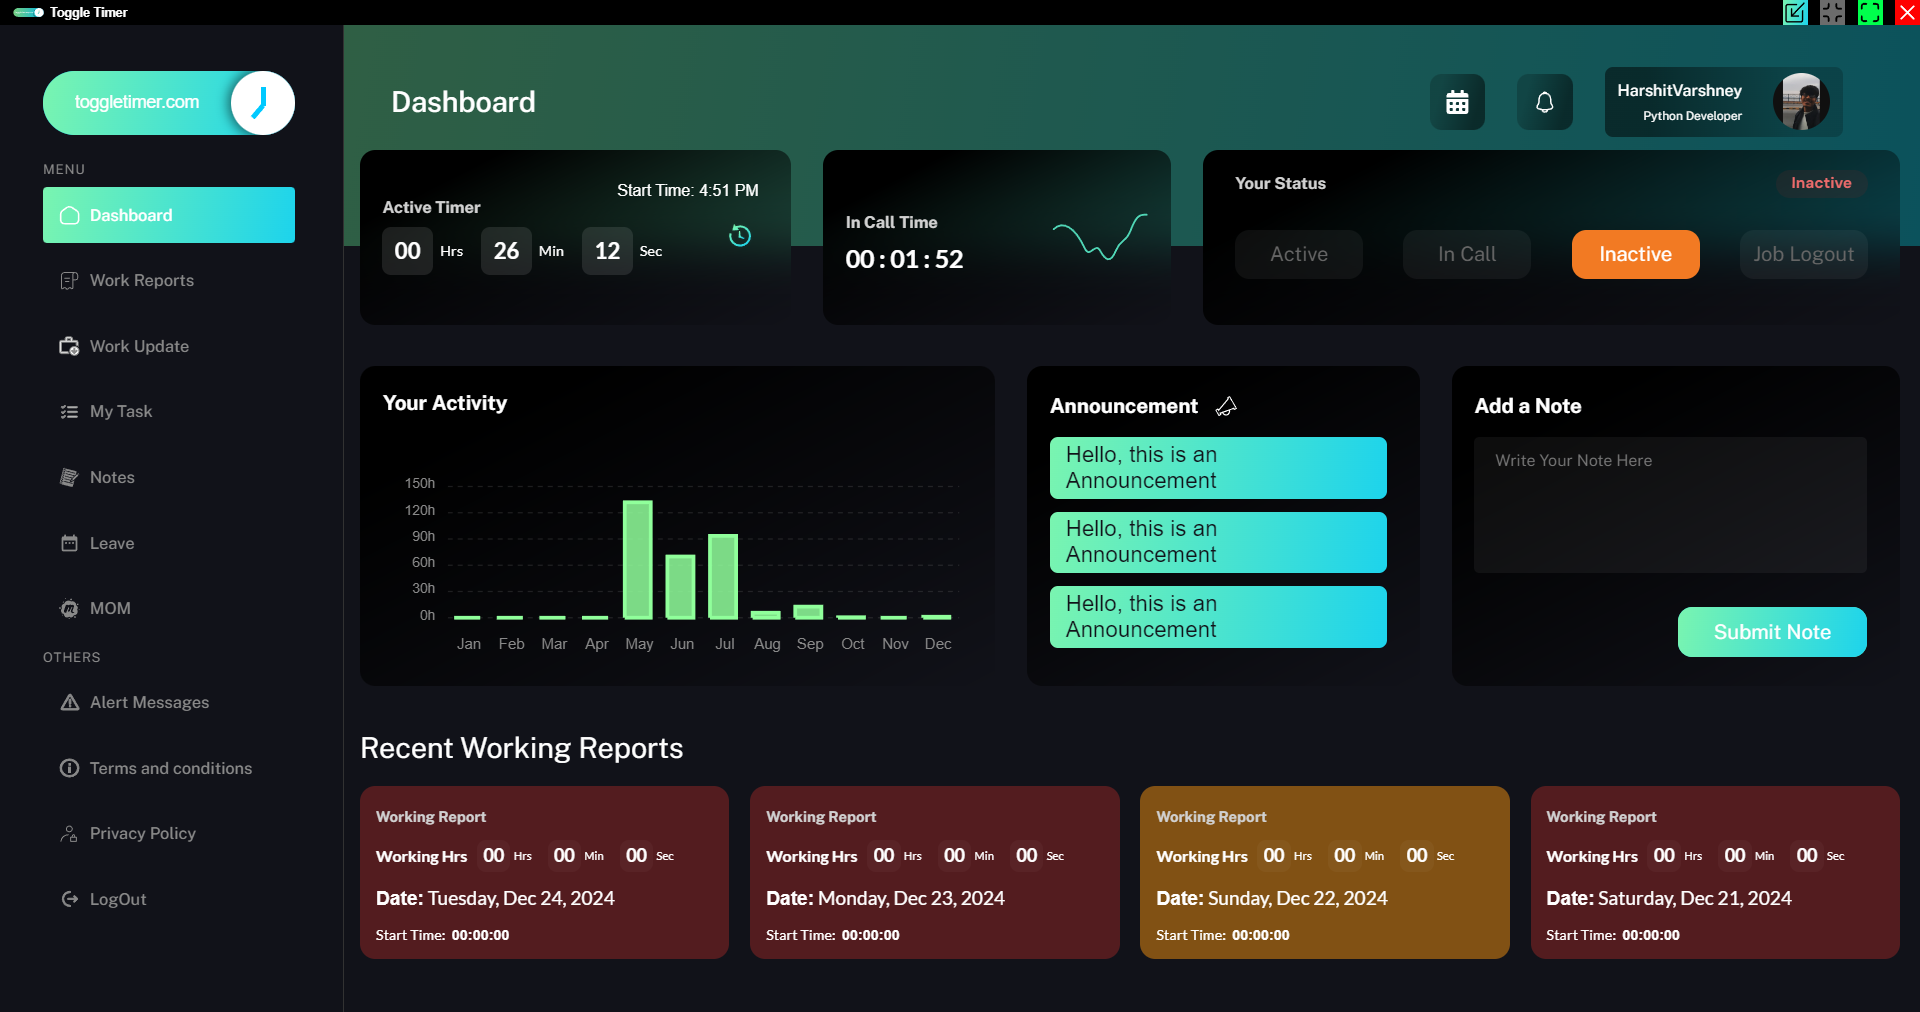 Toggle Timer
toggletimer.com
MENU
Dashboard
Work Reports
Work Update
My Task
Notes
Leave
MOM
OTHERS
Alert Messages
Terms and conditions
Privacy Policy
LogOut
Dashboard
HarshitVarshney
Python Developer
Start Time: 4:51 PM
Active Timer
00 Hrs 26 Min 12 Sec
In Call Time
00 : 01 : 52
Your Status
Inactive
Active In Call Inactive Job Logout
Your Activity
150h
120h
90h
60h
30h
0h
Jan Feb Mar Apr May Jun Jul Aug Sep Oct Nov Dec
Announcement
Hello, this is an
Announcement
Hello, this is an
Announcement
Hello, this is an
Announcement
Add a Note
Write Your Note Here
Submit Note
Recent Working Reports
Working Report
Working Hrs 00 Hrs 00 Min 00 Sec
Date: Tuesday, Dec 24, 2024
Start Time: 00:00:00
Working Report
Working Hrs 00 Hrs 00 Min 00 Sec
Date: Monday, Dec 23, 2024
Start Time: 00:00:00
Working Report
Working Hrs 00 Hrs 00 Min 00 Sec
Date: Sunday, Dec 22, 2024
Start Time: 00:00:00
Working Report
Working Hrs 00 Hrs 00 Min 00 Sec
Date: Saturday, Dec 21, 2024
Start Time: 00:00:00